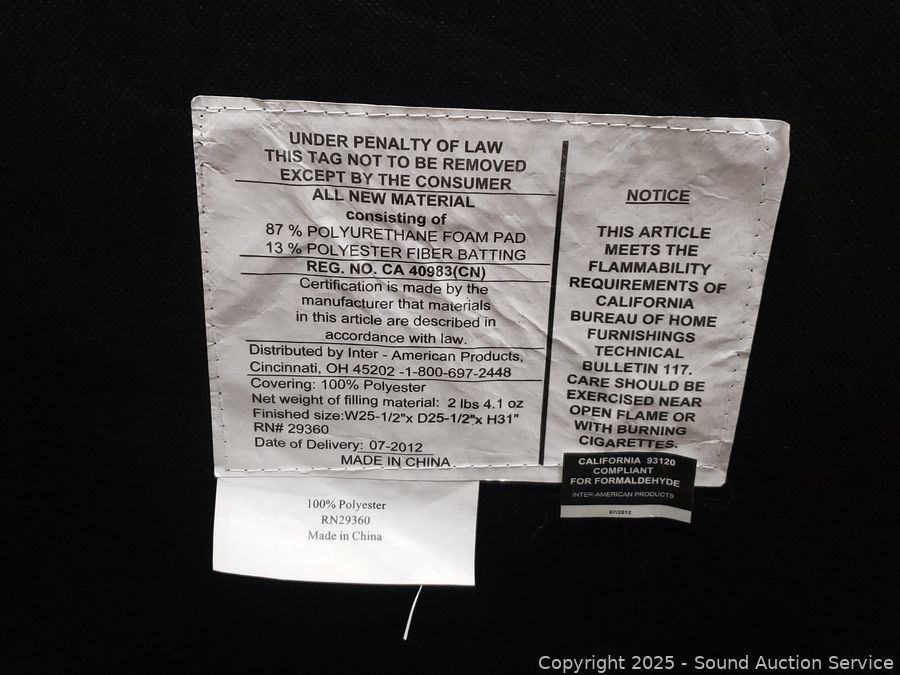 UNDER PENALTY OF LAW
THIS TAG NOT TO BE REMOVED
EXCEPT BY THE CONSUMER
ALL NEW MATERIAL
consisting of
87 % POLYURETHANE FOAM PAD
13 % POLYESTER FIBER BATTING
REG. NO. CA 40983(CN)
Certification is made by the
manufacturer that materials
in this article are described in
accordance with law.
Distributed by Inter - American Products,
Cincinnati, OH 45202 -1-800-697-2448
Covering: 100% Polyester
Net weight of filling material: 2 lbs 4.1 oz
Finished size:W25-1/2"x D25-1/2"x H31"
RN# 29360
Date of Delivery: 07-2012
MADE IN CHINA
NOTICE
THIS ARTICLE
MEETS THE
FLAMMABILITY
REQUIREMENTS OF
CALIFORNIA
BUREAU OF HOME
FURNISHINGS
TECHNICAL
BULLETIN 117.
CARE SHOULD BE
EXERCISED NEAR
OPEN FLAME OR
WITH BURNING
CIGARETTES.
CALIFORNIA 93120
COMPLIANT
FOR FORMALDEHYDE
INTER-AMERICAN PRODUCTS
07/2012
100% Polyester
RN29360
Made in China
Copyright © 2025 - Sound Auction Service